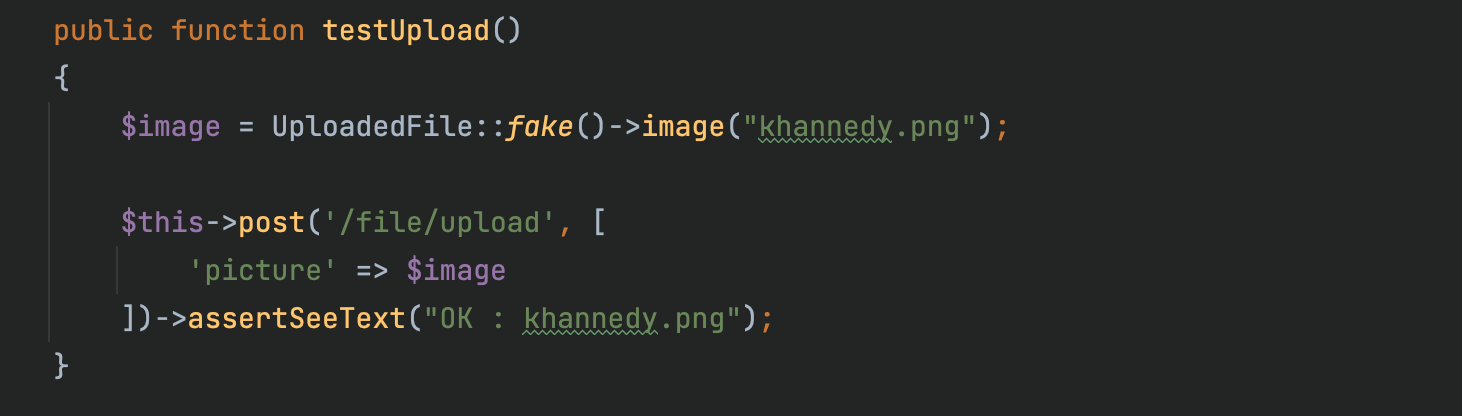 public function testUpload()
{
    $image = UploadedFile::fake()->image("khannedy.png");
    $this->post('/file/upload', [
        'picture' => $image
    ])->assertSeeText("OK : khannedy.png");
}